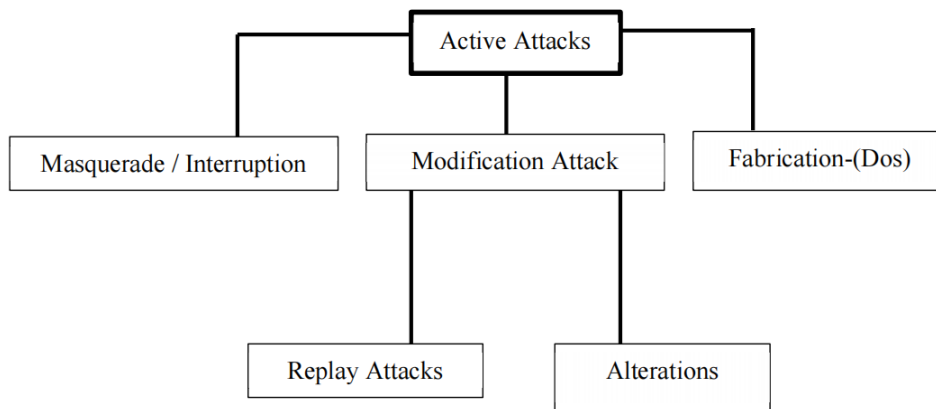 Active Attacks
Masquerade / Interruption
Modification Attack
Fabrication-(Dos)
Replay Attacks
Alterations